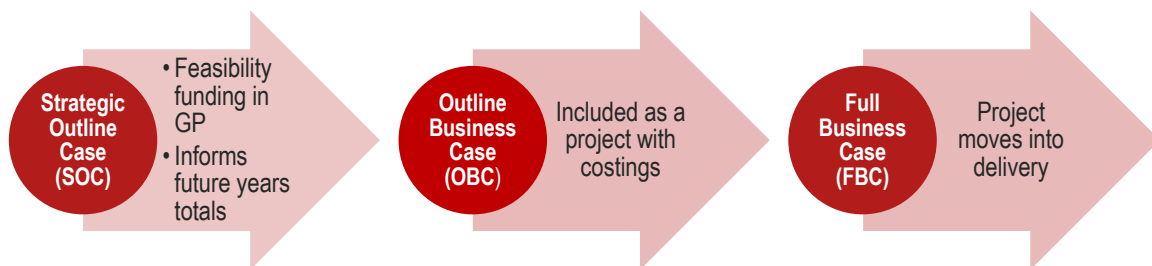 Strategic
Outline
Case
(SOC)
• Feasibility
funding in
GP
• Informs
future years
totals
Outline
Business
Case
(OBC)
Included as a
project with
costings
Full
Business
Case
(FBC)
Project
moves into
delivery